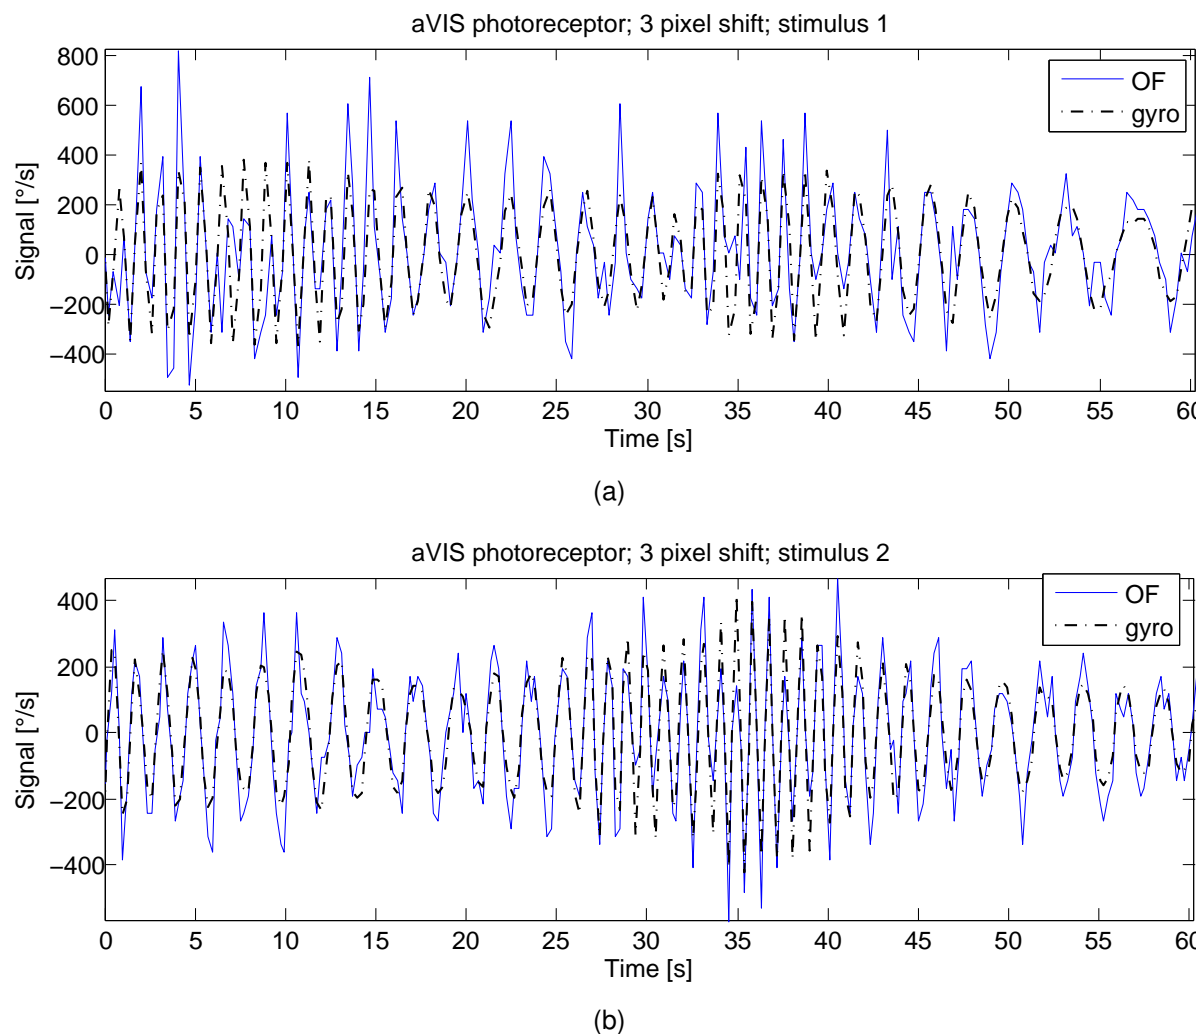 aVIS photoreceptor; 3 pixel shift; stimulus 1
800
600
400
200
0
−200
−400
Signal [°/s]
OF
gyro
0 5 10 15 20 25 30 35 40 45 50 55 60
Time [s]
(a)
aVIS photoreceptor; 3 pixel shift; stimulus 2
400
200
0
−200
−400
Signal [°/s]
OF
gyro
0 5 10 15 20 25 30 35 40 45 50 55 60
Time [s]
(b)